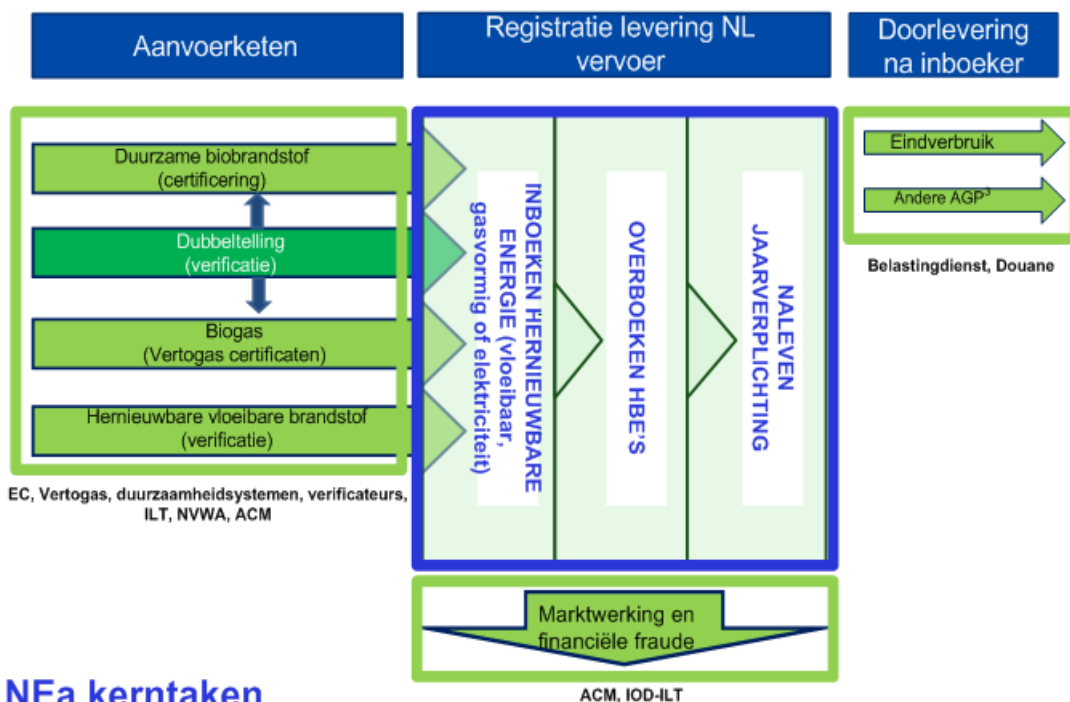 Aanvoerketen
Registratie levering NL
vervoer
Doorlevering
na inboeker
Duurzame biobrandstof
(certificering)
Dubbeltelling
(verificatie)
Biogas
(Vertogas certificaten)
Hernieuwbare vloeibare brandstof
(verificatie)
EC, Vertogas, duurzaamheidsystemen, verificateurs,
ILT, NVWA, ACM
INBOEKEN HERNIEUWBARE
ENERGIE (vloeibaar,
gasvormig of elektriciteit)
OVERBOEKEN HBE'S
NALEVEN
JAARVERPLICHTING
Eindverbruik
Andere AGP³
Belastingdienst, Douane
Marktwerking en
financiële fraude
ACM, IOD-ILT
NEa kerntaken